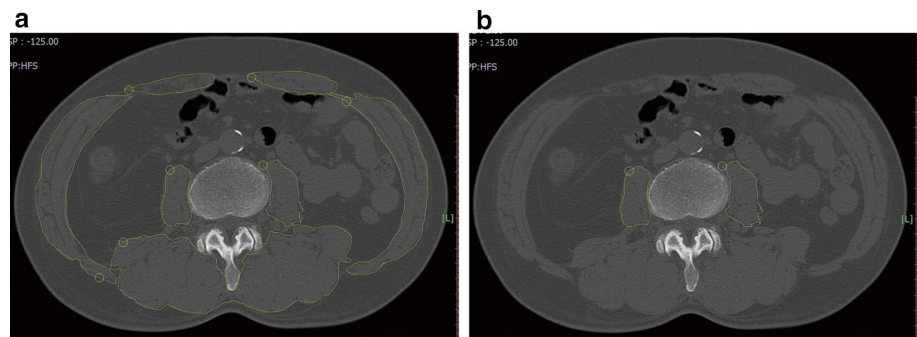 a
b
SP : -125.00
PP:HFS
[L]
SP : -125.00
PP:HFS
[L]